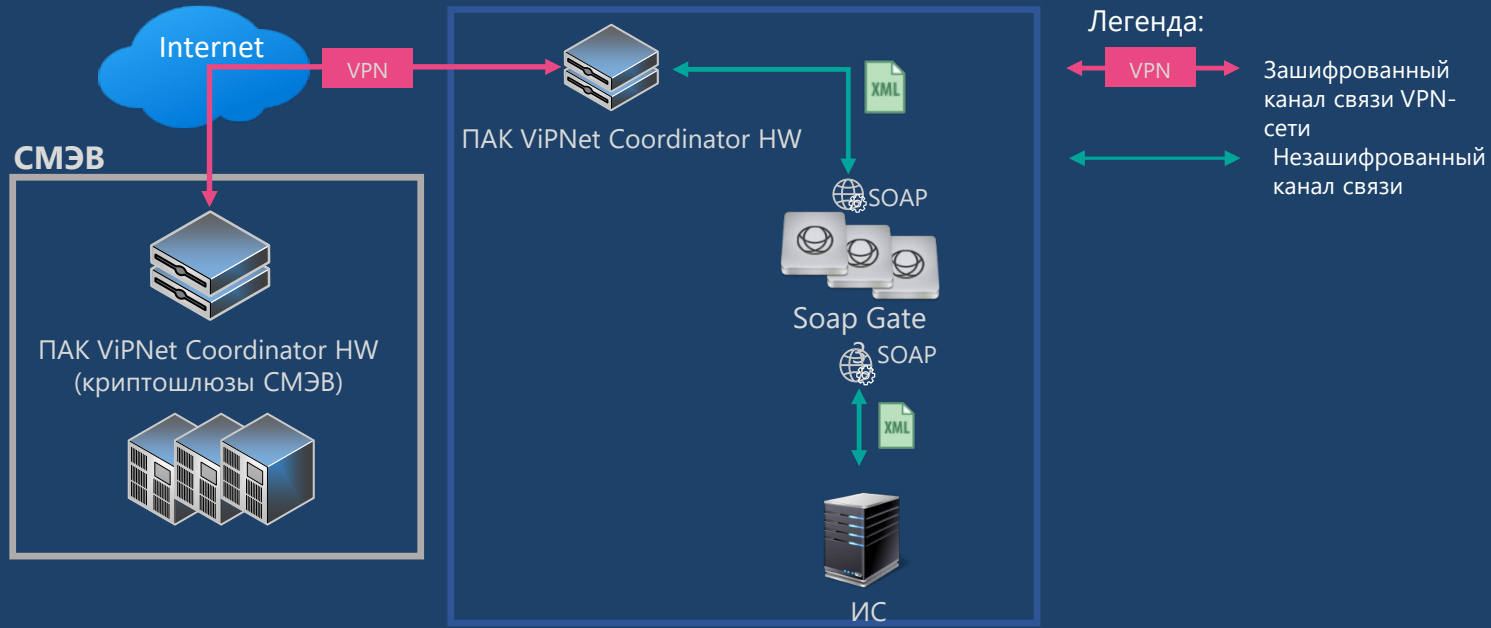 Internet
VPN
СМЭВ
ПАК ViPNet Coordinator HW
(криптошлюзы СМЭВ)
ПАК ViPNet Coordinator HW
XML
SOAP
Soap Gate
3
SOAP
XML
ИС
Легенда:
VPN
Зашифрованный
канал связи VPN-
сети
Незашифрованный
канал связи